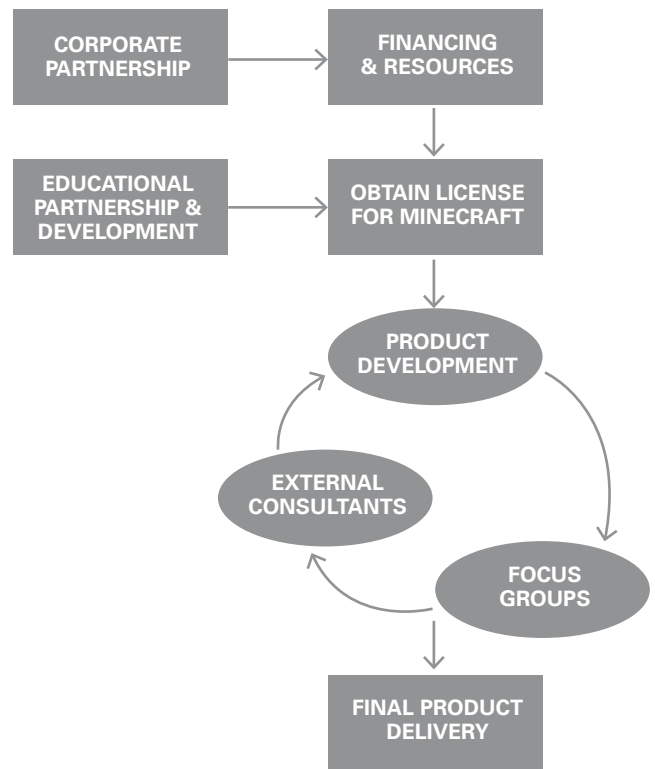 CORPORATE
PARTNERSHIP
FINANCING
& RESOURCES
EDUCATIONAL
PARTNERSHIP &
DEVELOPMENT
OBTAIN LICENSE
FOR MINECRAFT
PRODUCT
DEVELOPMENT
EXTERNAL
CONSULTANTS
FOCUS
GROUPS
FINAL PRODUCT
DELIVERY